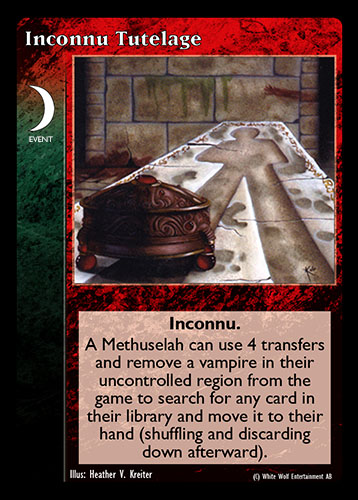 Inconnu Tutelage
EVENT
Inconnu.
A Methuselah can use 4 transfers
and remove a vampire in their
uncontrolled region from the
game to search for any card in
their library and move it to their
hand (shuffling and discarding
down afterward).
Illus: Heather V. Kreiter
(C) White Wolf Entertainment AB